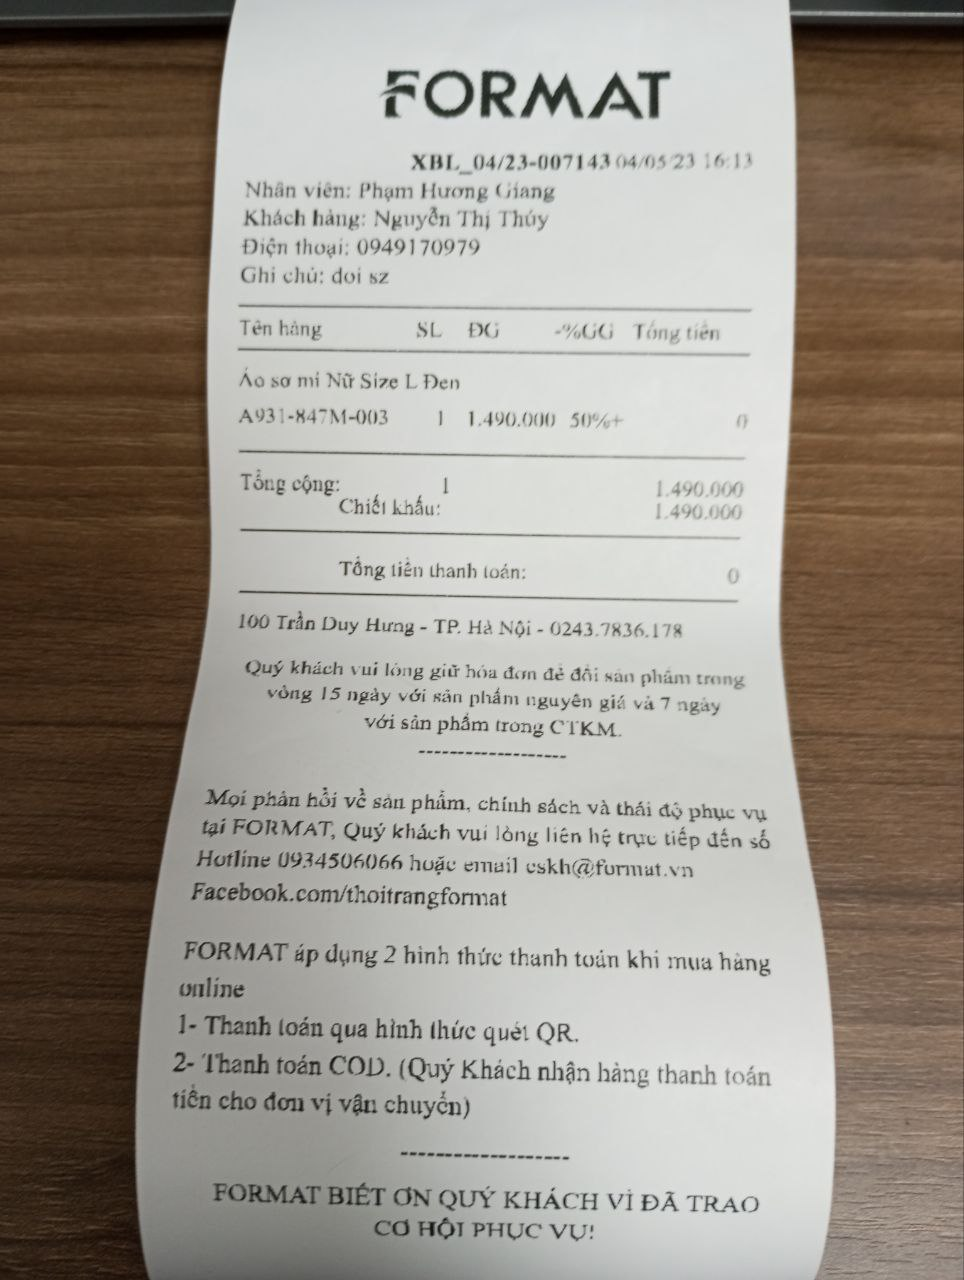 FORMAT
XBL_04/23-007143 04/05/23 16:13
Nhân viên: Phạm Hương Giang
Khách hàng: Nguyễn Thị Thúy
Điện thoại: 0949170979
Ghi chú: doi sz
Tên hàng SL ĐG -%GG Tổng tiền
Áo sơ mi Nữ Size L Đen
A931-847M-003 1 1.490.000 50%+ 0
Tổng cộng: 1 1.490.000
Chiết khấu: 1.490.000
Tổng tiền thanh toán: 0
100 Trần Duy Hưng - TP. Hà Nội - 0243.7836.178
Quý khách vui lòng giữ hóa đơn để đổi sản phẩm trong
vòng 15 ngày với sản phẩm nguyên giá và 7 ngày
với sản phẩm trong CTKM.
-------------------
Mọi phản hồi về sản phẩm, chính sách và thái độ phục vụ
tại FORMAT, Quý khách vui lòng liên hệ trực tiếp đến số
Hotline 0934506066 hoặc email cskh@format.vn
Facebook.com/thoitrangformat
FORMAT áp dụng 2 hình thức thanh toán khi mua hàng
online
1- Thanh toán qua hình thức quét QR.
2- Thanh toán COD. (Quý Khách nhận hàng thanh toán
tiền cho đơn vị vận chuyển)
-------------------
FORMAT BIẾT ƠN QUÝ KHÁCH VÌ ĐÃ TRAO
CƠ HỘI PHỤC VỤ!